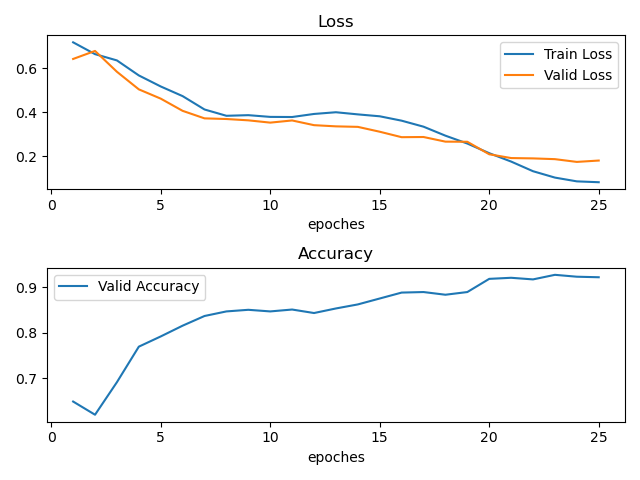 Loss
Train Loss
Valid Loss
0.6
0.4
0.2
0 5 10 15 20 25
epoches
Accuracy
Valid Accuracy
0.9
0.8
0.7
0 5 10 15 20 25
epoches